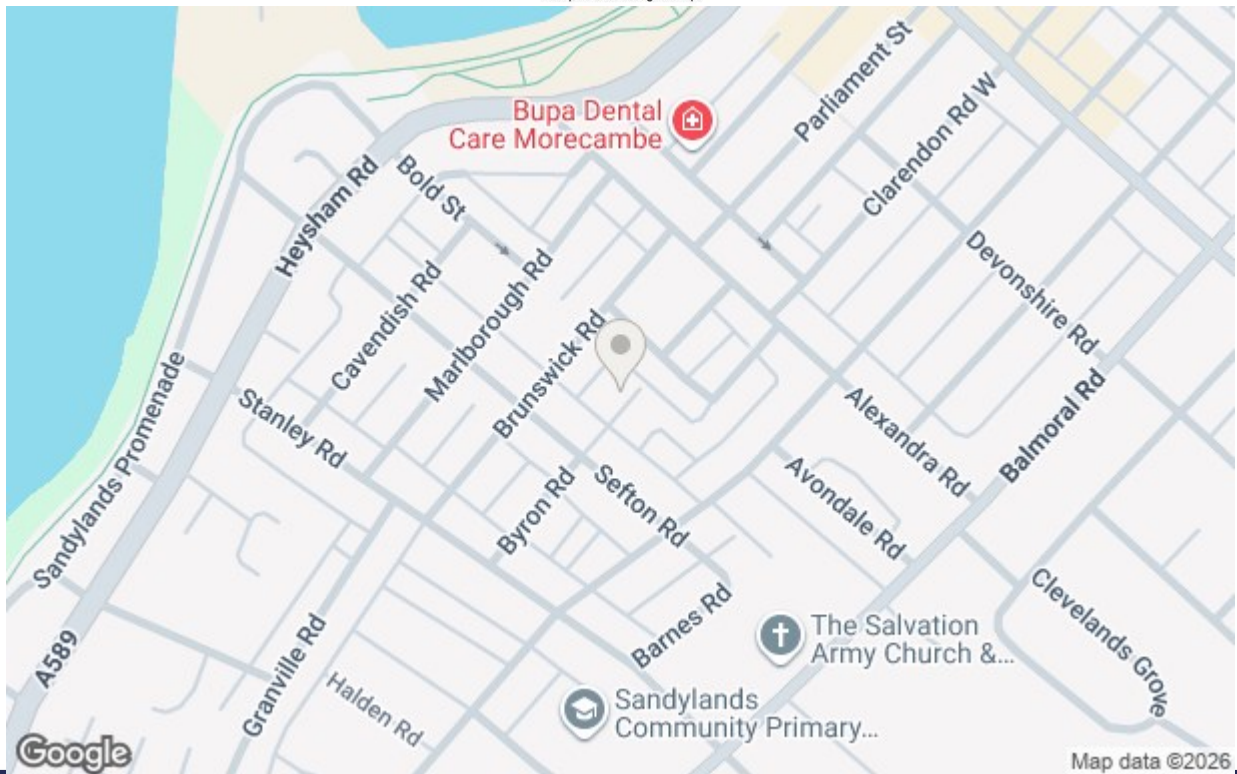 Parliament St
Bupa Dental
Care Morecambe
Clarendon Rd W
Bold St
Heysham Rd
Devonshire Rd
Marlborough Rd
Cavendish Rd
Brunswick Rd
Sandylands Promenade
Stanley Rd
Alexandra Rd
Balmoral Rd
Avondale Rd
Sefton Rd
Byron Rd
Clevelands Grove
Barnes Rd
The Salvation
Army Church &...
A589
Granville Rd
Halden Rd
Sandylands
Community Primary...
Google
Map data ©2026